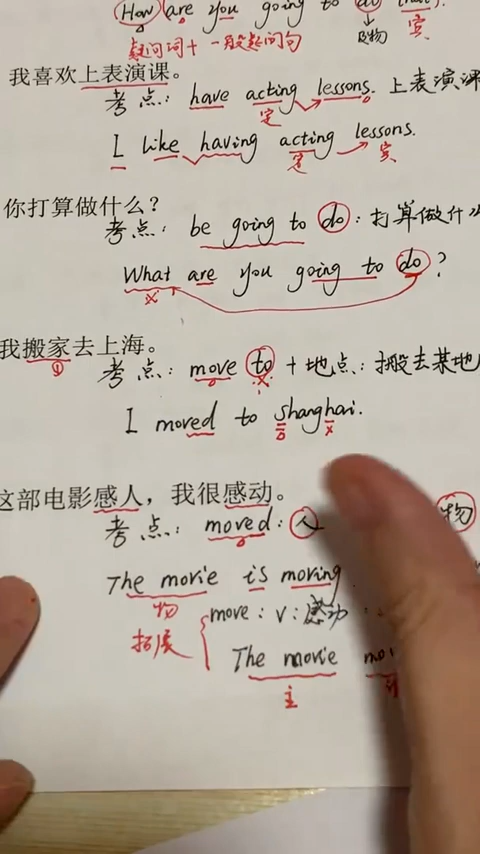 How are you going to do
疑问词+一般疑问句 及物 宾
我喜欢上表演课。
考点: have acting lessons. 上表演课
定
I like having acting lessons.
定 宾
你打算做什么?
考点: be going to do: 打算做什
What are you going to do?
我搬家去上海。
①
考点: move to + 地点: 搬去某地
I moved to shanghai.
这部电影感人，我很感动。
考点: moved: 人 物
The movie is moving
物
拓展 move: v: 感动
The movie
主